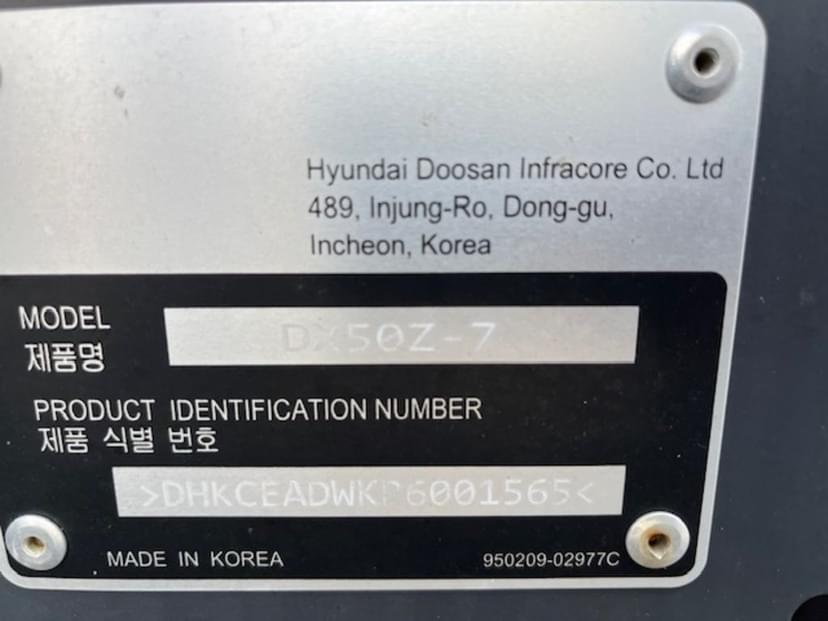 Hyundai Doosan Infracore Co. Ltd
489, Injung-Ro, Dong-gu,
Incheon, Korea
MODEL
제품명
DX50Z-7
PRODUCT IDENTIFICATION NUMBER
제품 식별 번호
MADE IN KOREA
950209-02977C